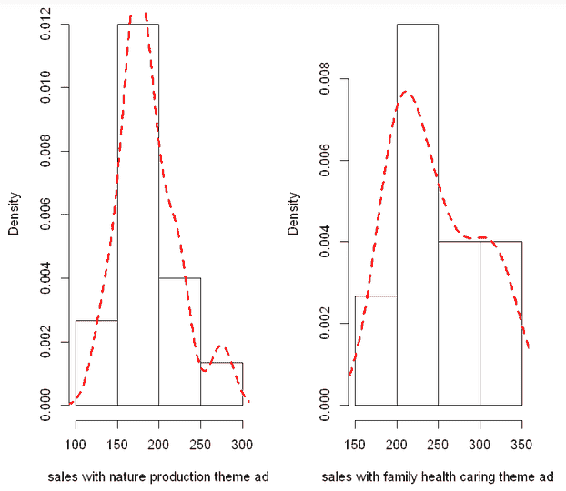 0.012
0.010
0.008
0.006
0.004
0.002
0.000
Density
100 150 200 250 300
sales with nature production theme ad
0.008
0.006
0.004
0.002
0.000
Density
150 200 250 300 350
sales with family health caring theme ad